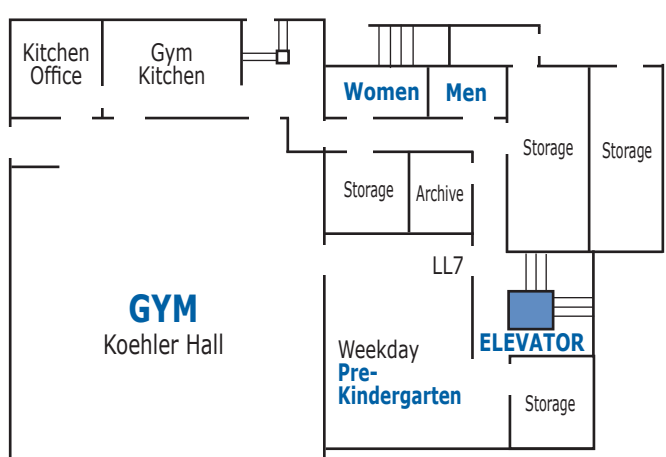 Kitchen
Office
Gym
Kitchen
Women
Men
Storage
Storage
Storage
Archive
LL7
GYM
Koehler Hall
ELEVATOR
Weekday
Pre-
Kindergarten
Storage